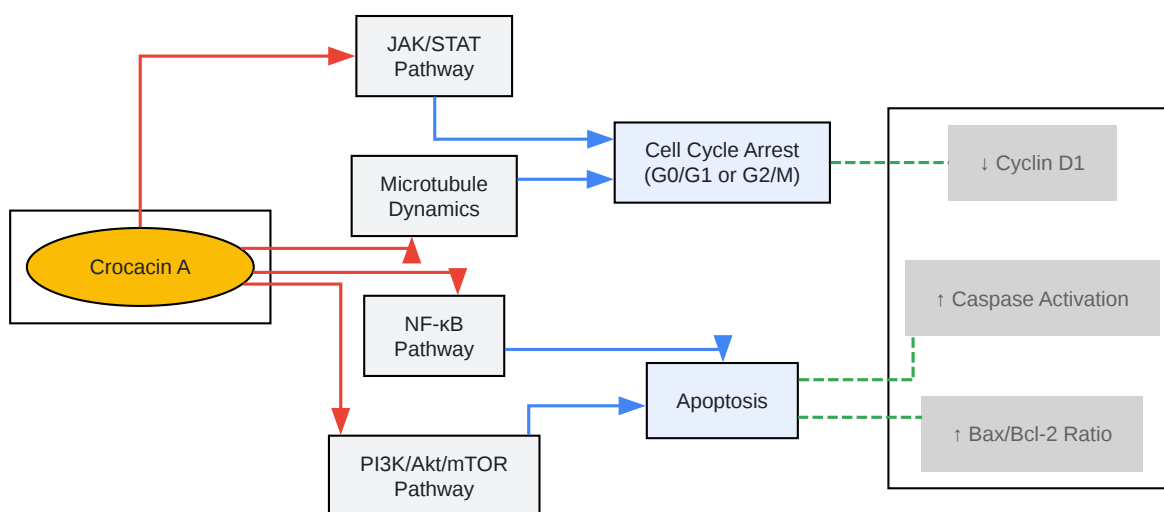 JAK/STAT
Pathway
Cell Cycle Arrest
(G0/G1 or G2/M)
↓ Cyclin D1
Microtubule
Dynamics
Crocacin A
↑ Caspase Activation
NF-κB
Pathway
Apoptosis
↑ Bax/Bcl-2 Ratio
PI3K/Akt/mTOR
Pathway